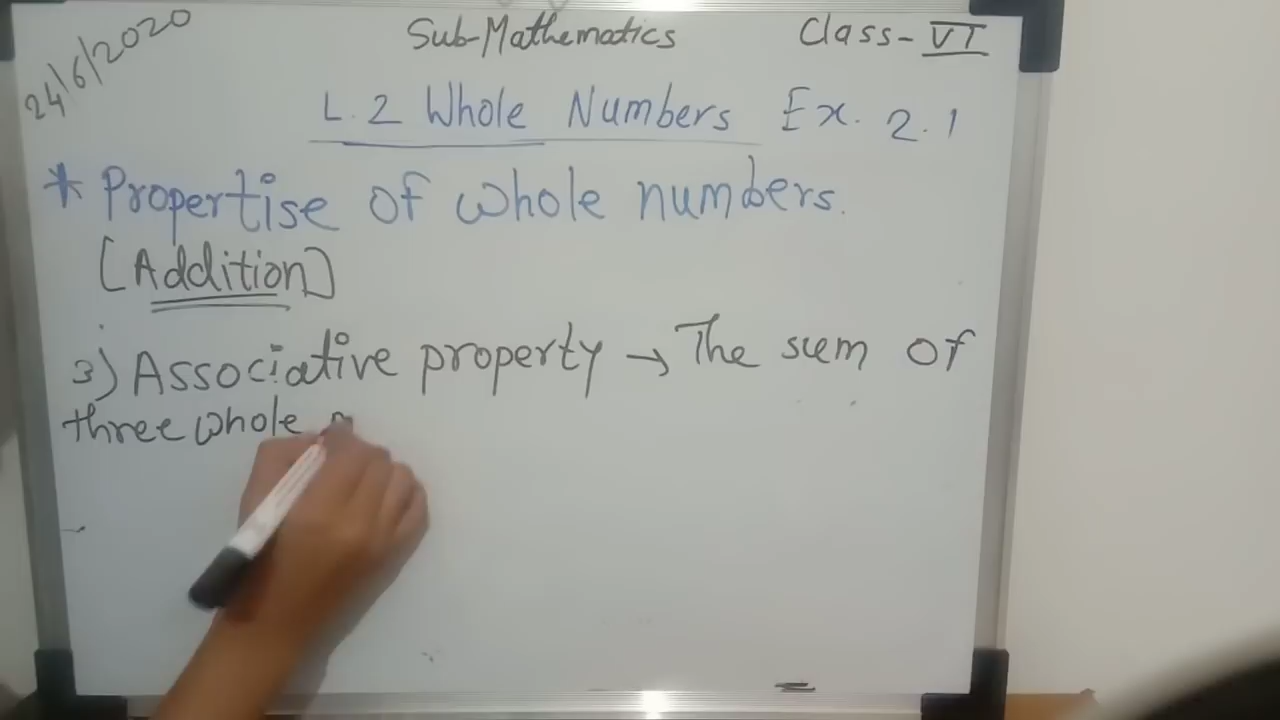 24/6/2020
Sub-Mathematics Class-VI
L.2 Whole Numbers Ex. 2.1
* Propertise of whole numbers.
[Addition]
3) Associative property → The sum of
three whole